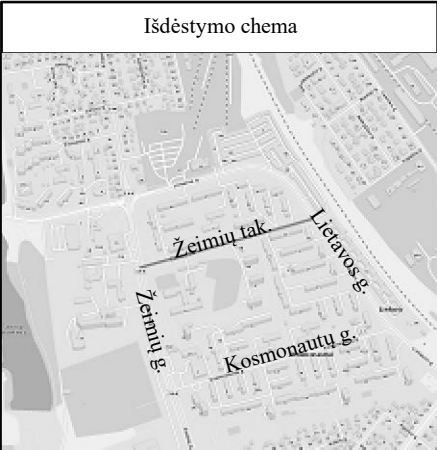 Išdėstymo chema
Žeimių tak.
Lietavos g.
Žeimių g.
Kosmonautų g.